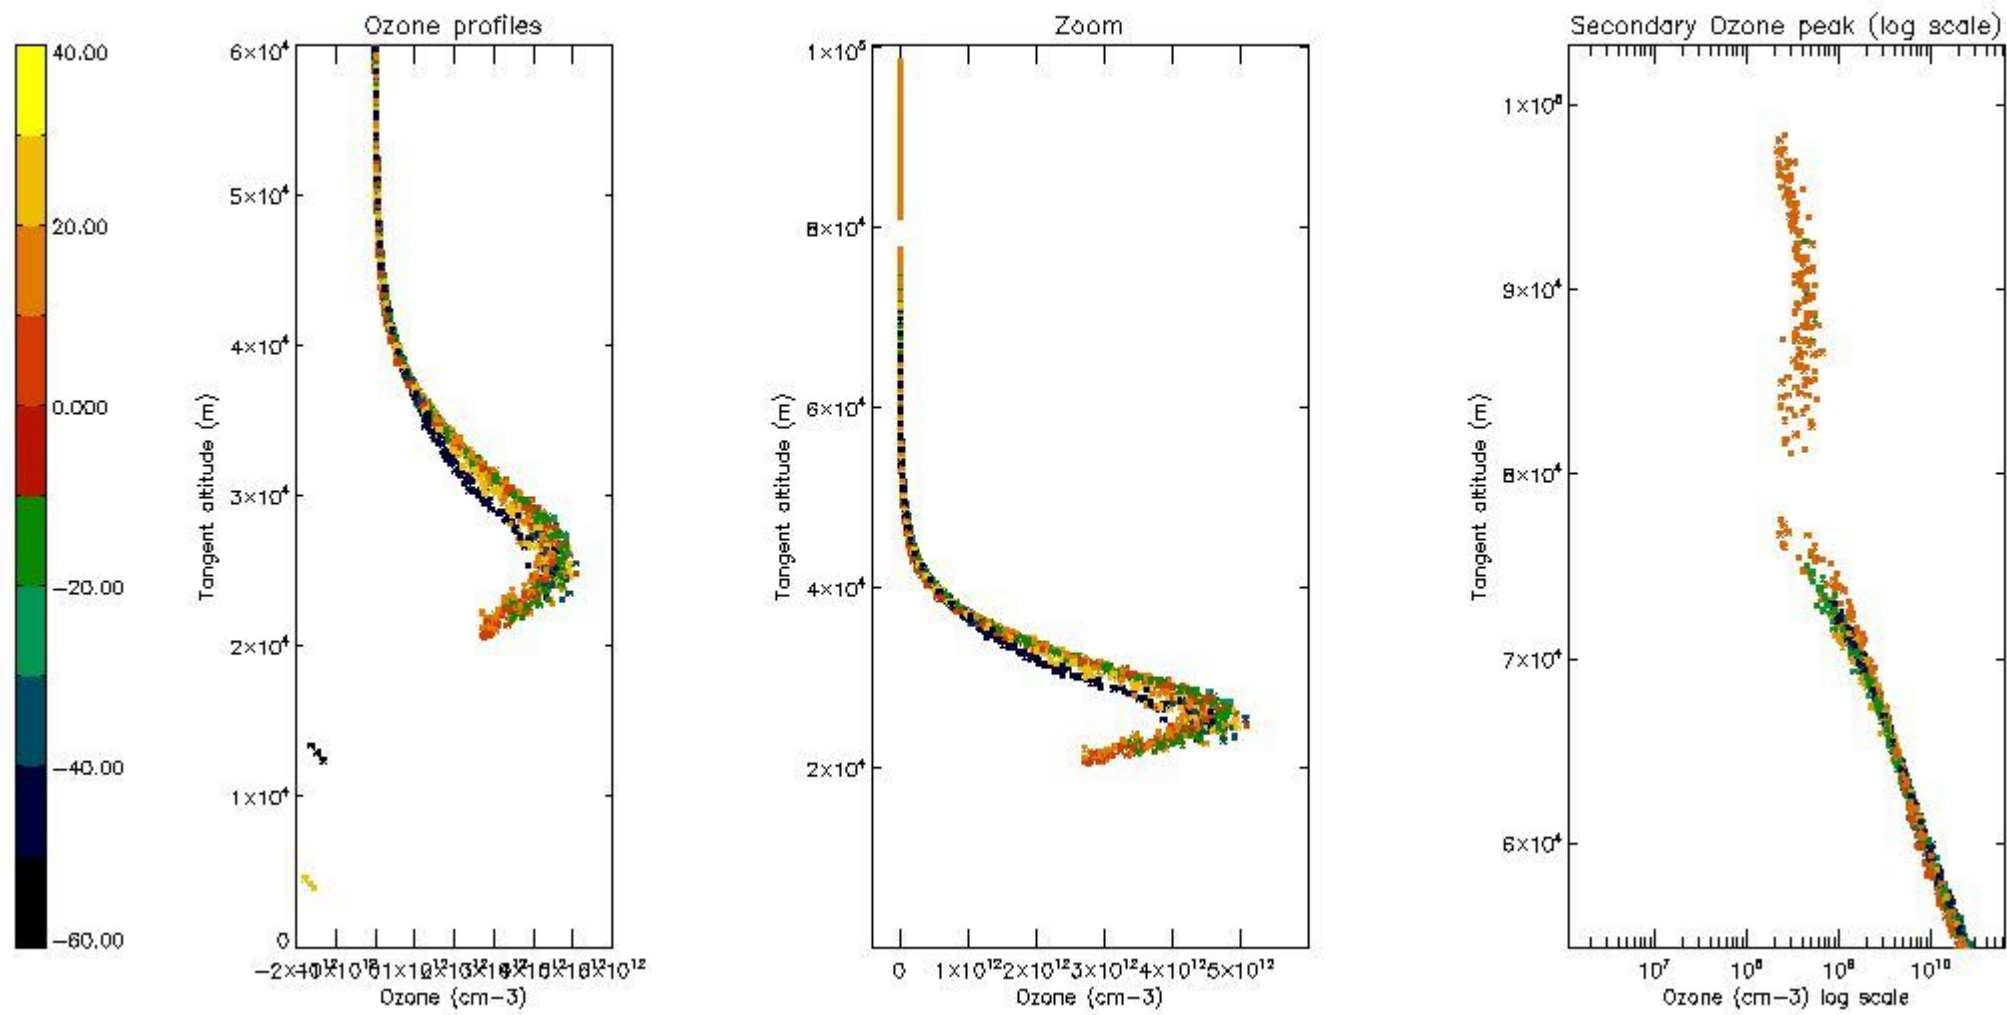 Ozone profiles
Zoom
Secondary Ozone peak (log scale)
40.00
20.00
0.000
−20.00
−40.00
−60.00
6×10⁴
5×10⁴
4×10⁴
3×10⁴
2×10⁴
1×10⁴
0
Tangent altitude (m)
Ozone (cm−3)
1×10⁵
8×10⁴
6×10⁴
4×10⁴
2×10⁴
Tangent altitude (m)
0 1×10¹² 2×10¹² 3×10¹² 4×10¹² 5×10¹²
Ozone (cm−3)
9×10⁴
8×10⁴
7×10⁴
6×10⁴
Tangent altitude (m)
10⁷ 10⁸ 10⁹ 10¹⁰
Ozone (cm−3) log scale